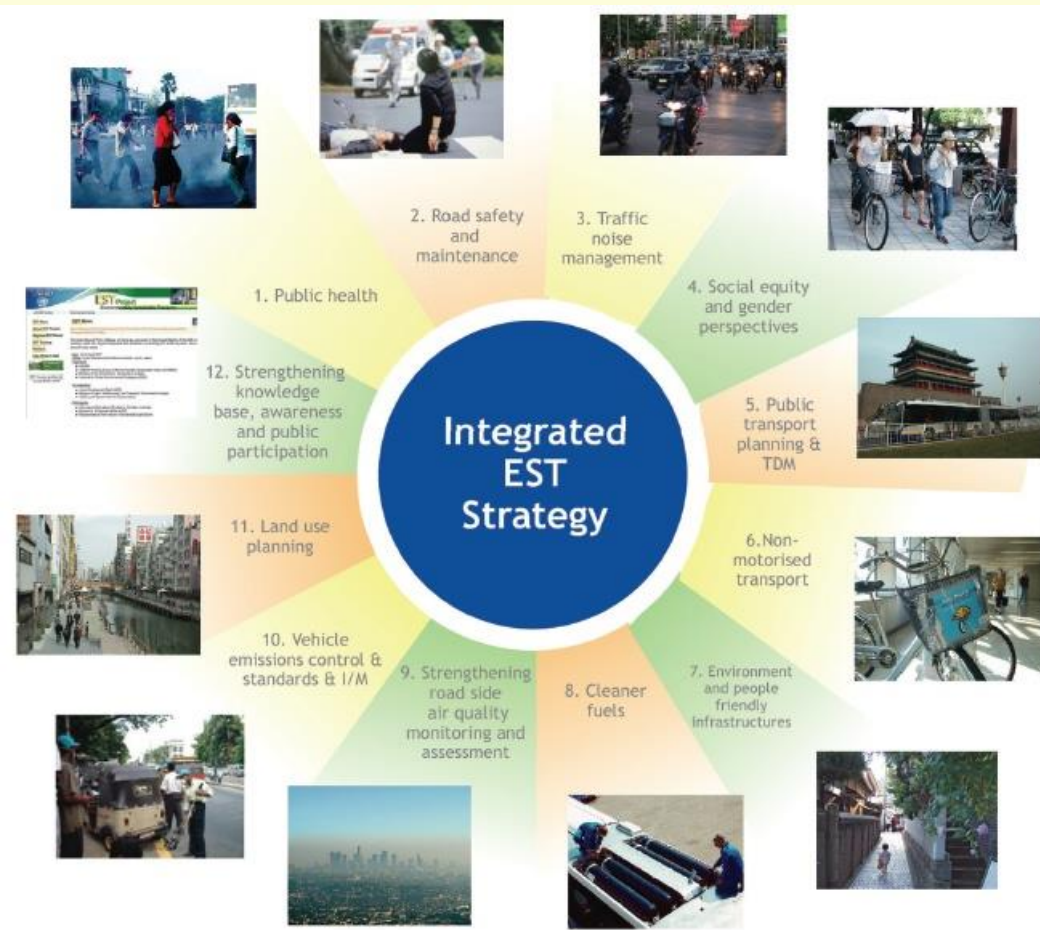 Integrated
EST
Strategy
1. Public health
2. Road safety
and
maintenance
3. Traffic
noise
management
4. Social equity
and gender
perspectives
5. Public
transport
planning &
TDM
6.Non-
motorised
transport
7. Environment
and people
friendly
infrastructures
8. Cleaner
fuels
9. Strengthening
road side
air quality
monitoring and
assessment
10. Vehicle
emissions control &
standards & I/M
11. Land use
planning
12. Strengthening
knowledge
base, awareness
and public
participation
EST Project